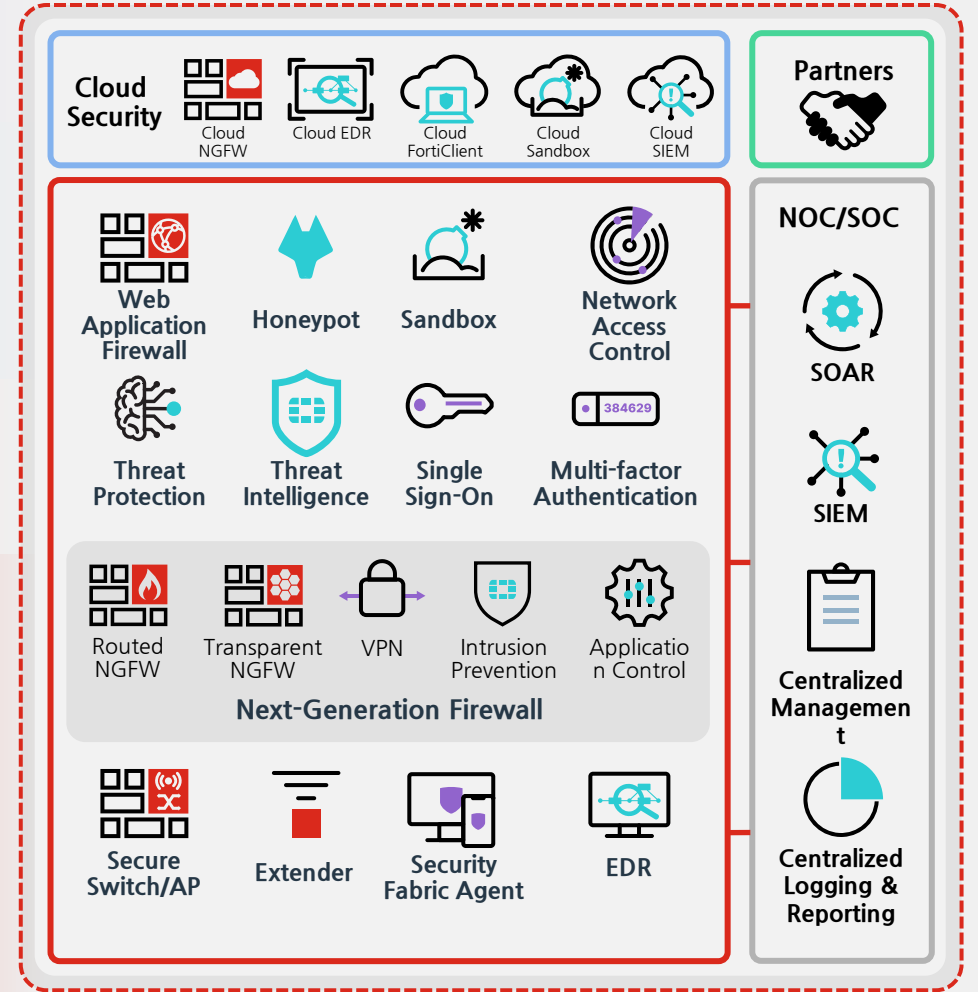 Cloud
Security
Cloud
NGFW
Cloud EDR
Cloud
FortiClient
Cloud
Sandbox
Cloud
SIEM
Partners
Web
Application
Firewall
Honeypot
Sandbox
Network
Access
Control
Threat
Protection
Threat
Intelligence
Single
Sign-On
384629
Multi-factor
Authentication
Routed
NGFW
Transparent
NGFW
VPN
Intrusion
Prevention
Applicatio
n Control
Next-Generation Firewall
Secure
Switch/AP
Extender
Security
Fabric Agent
EDR
NOC/SOC
SOAR
!
SIEM
Centralized
Managemen
t
Centralized
Logging &
Reporting